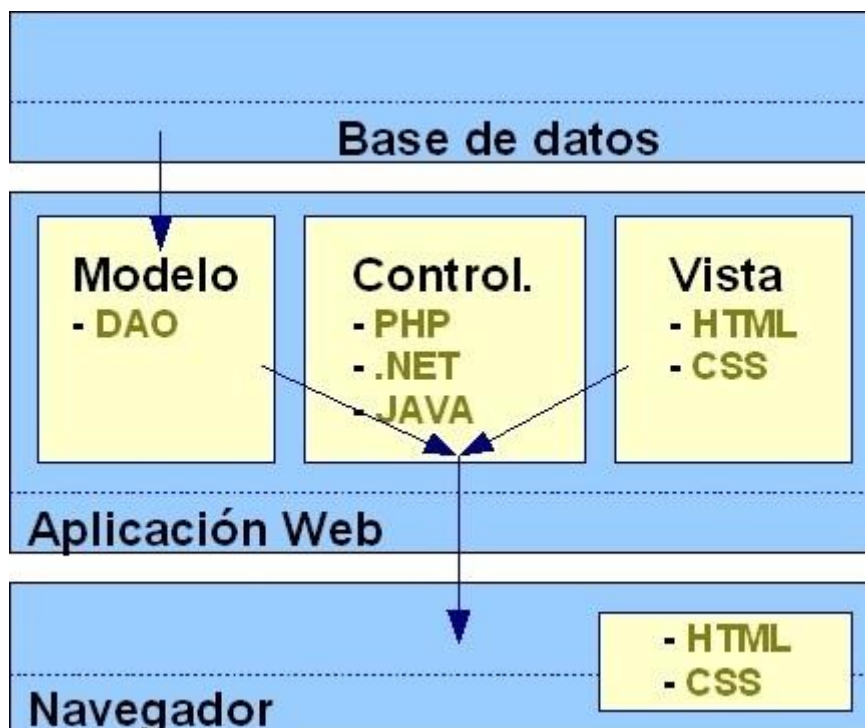 Base de datos
Modelo
- DAO
Control.
- PHP
- .NET
- JAVA
Vista
- HTML
- CSS
Aplicación Web
- HTML
- CSS
Navegador